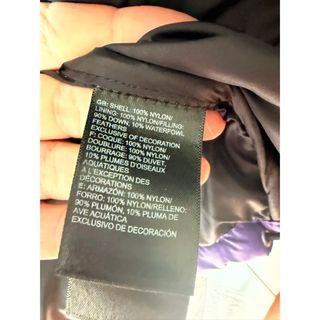 GB: SHELL: 100% NYLON/
LINING: 100% NYLON/FILLING:
90% DOWN, 10% WATERFOWL
FEATHERS
EXCLUSIVE OF DECORATION
F: COQUE: 100% NYLON/
DOUBLURE: 100% NYLON/
BOURRAGE: 90% DUVET,
10% PLUMES D'OISEAUX
AQUATIQUES
A L'EXCEPTION DES
DÉCORATIONS
E: ARMAZÓN: 100% NYLON/
FORRO: 100% NYLON/RELLENO:
90% PLUMÓN, 10% PLUMA DE
AVE ACUÁTICA
EXCLUSIVO DE DECORACIÓN